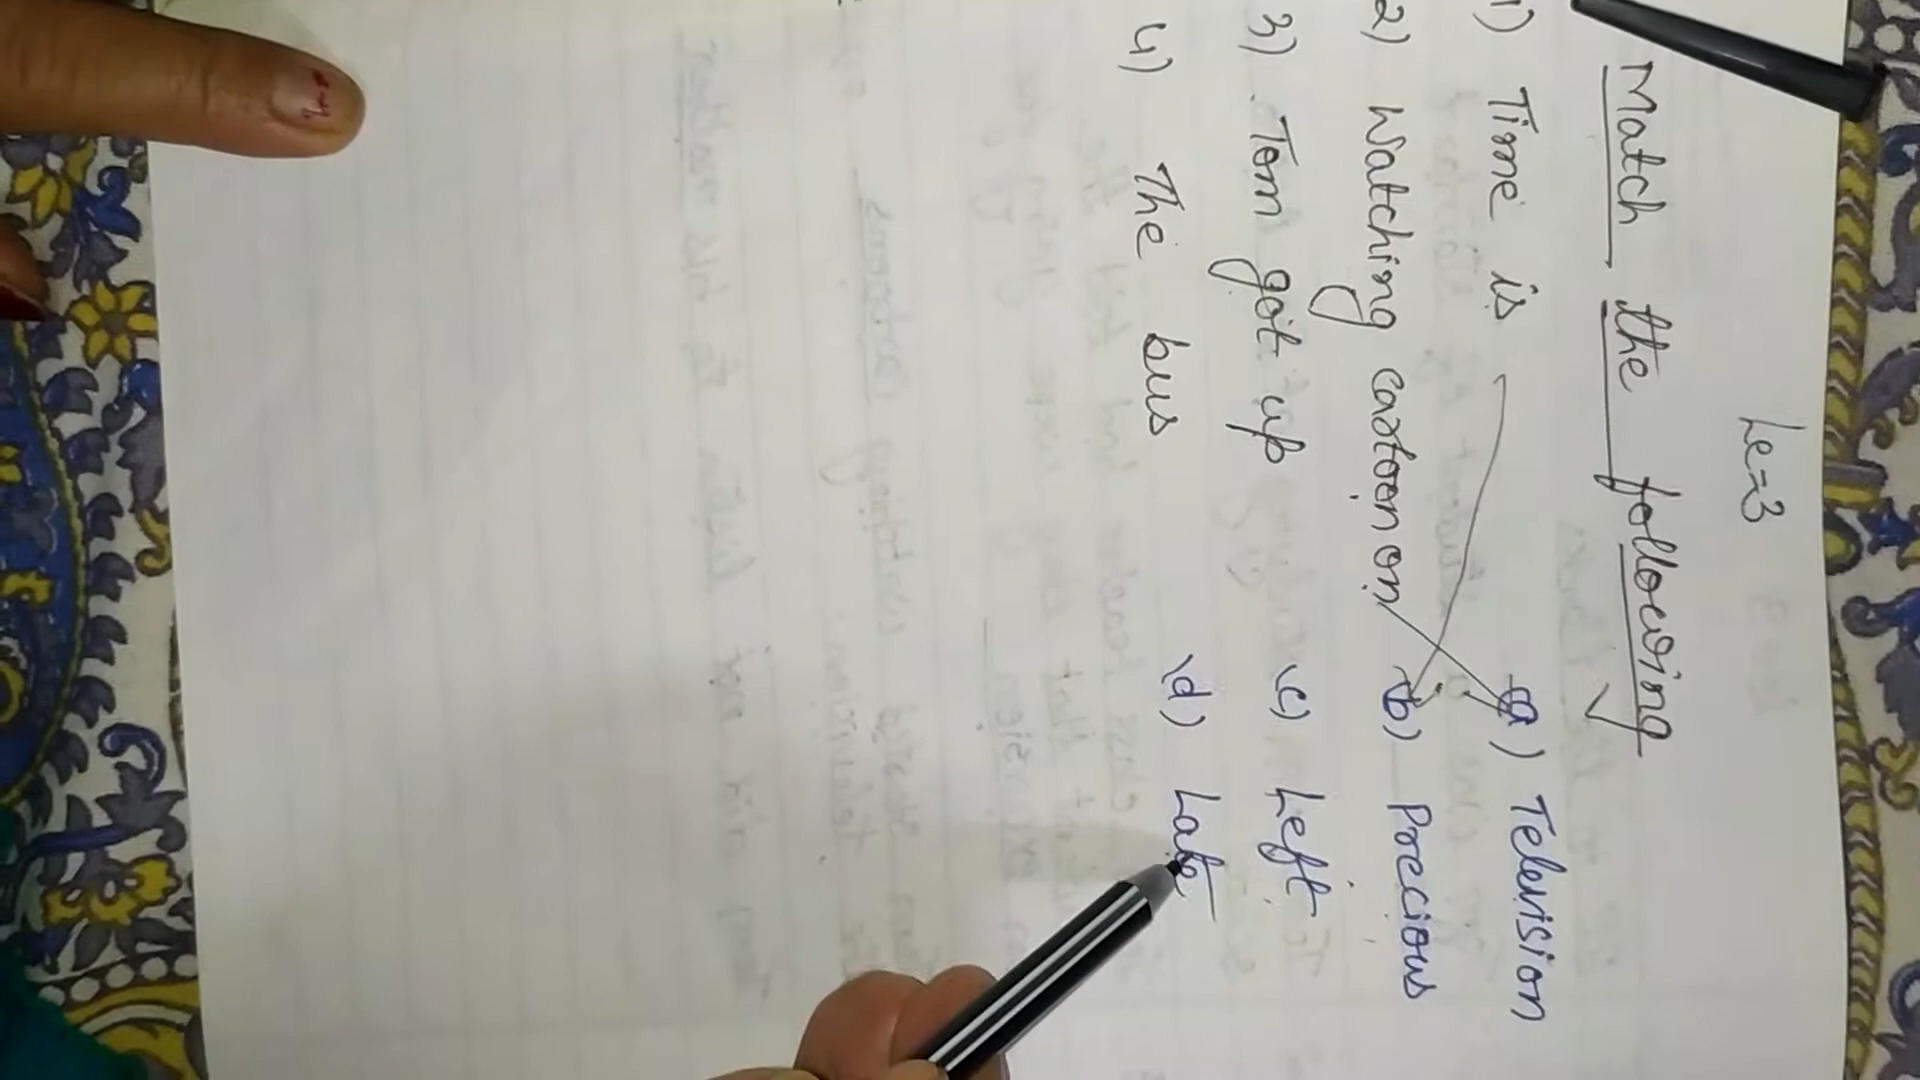 Le=3
Match the following
1) Time is a) Television
2) Watching cartoon on b) Precious
3) Tom got up c) Left
4) The bus d) Late